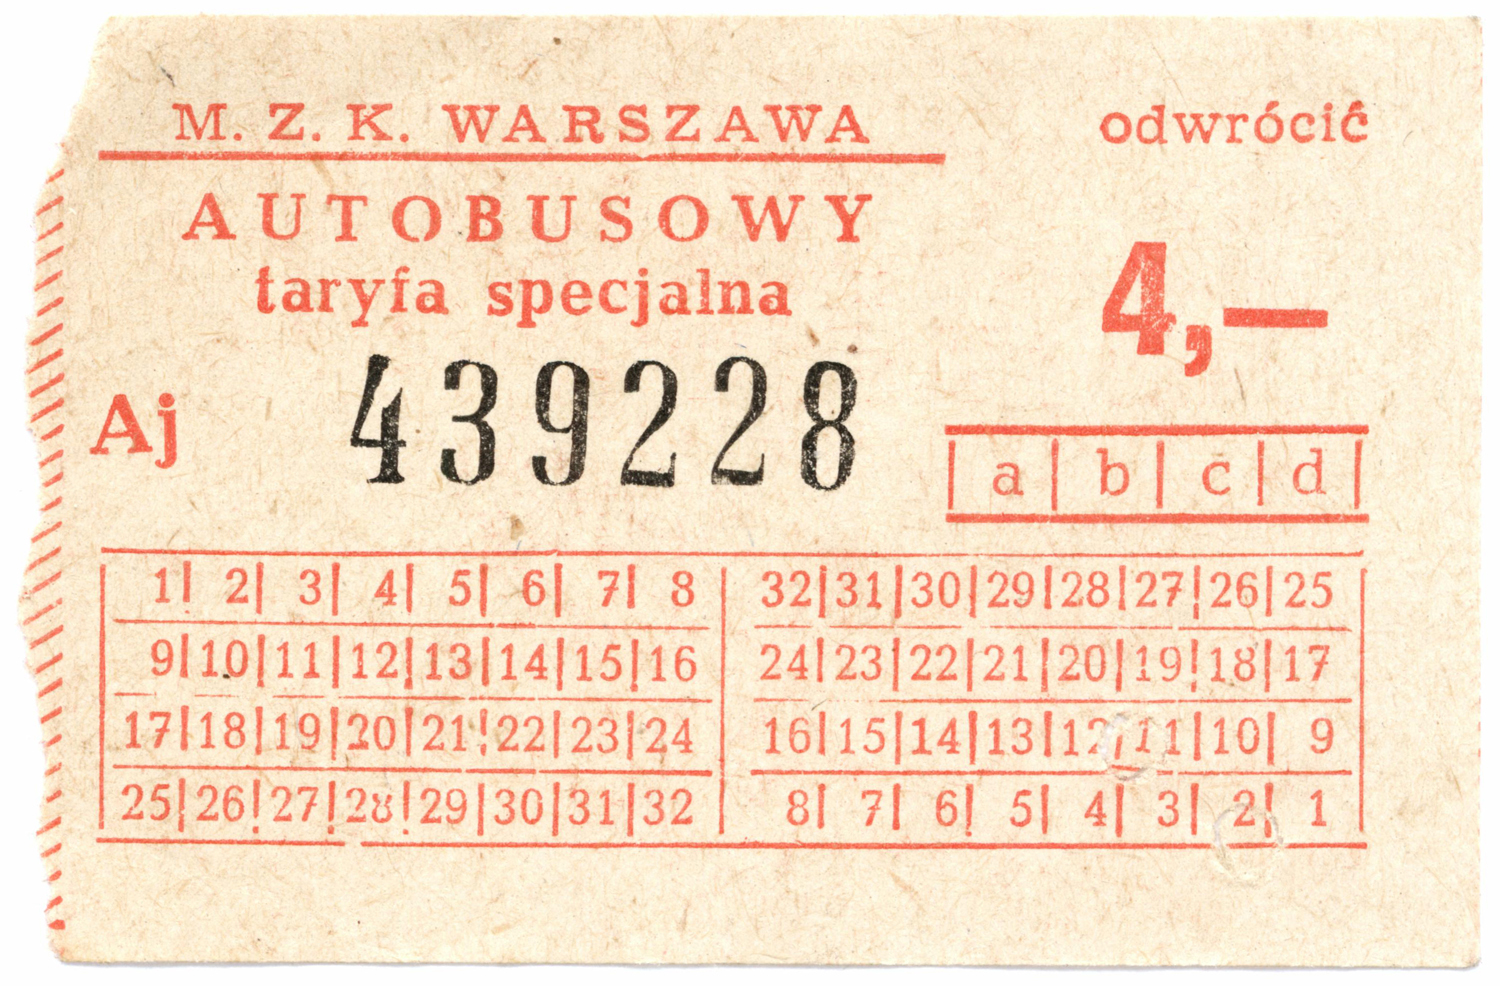 M. Z. K. WARSZAWA
odwrócić
AUTOBUSOWY
taryfa specjalna
4,—
Aj 439228
a b c d
1 2 3 4 5 6 7 8 32 31 30 29 28 27 26 25
9 10 11 12 13 14 15 16 24 23 22 21 20 19 18 17
17 18 19 20 21 22 23 24 16 15 14 13 12 11 10 9
25 26 27 28 29 30 31 32 8 7 6 5 4 3 2 1